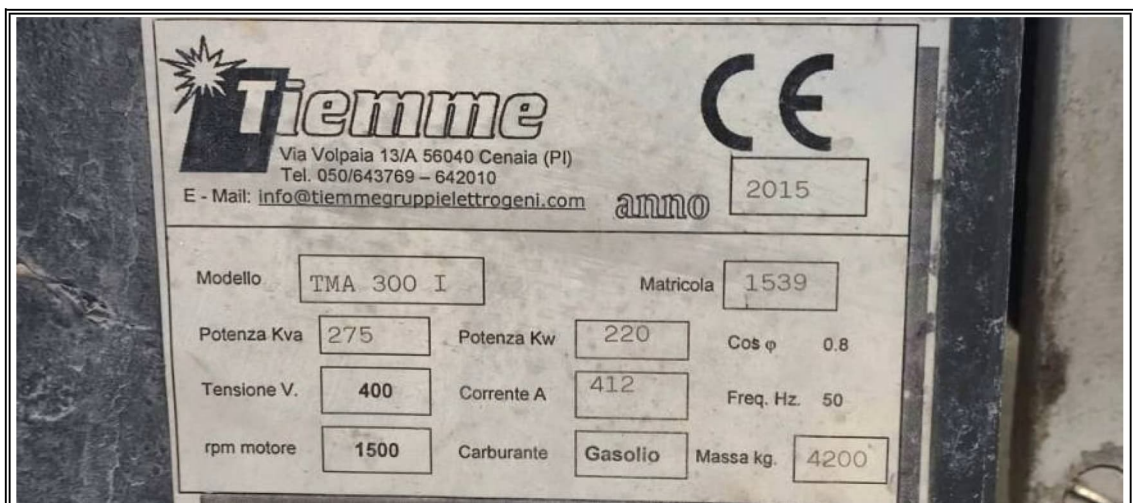 Tiemme
CE
Via Volpaia 13/A 56040 Cenaia (PI)
Tel. 050/643769 – 642010
E - Mail: info@tiemmegruppielettrogeni.com
anno 2015
Modello TMA 300 I Matricola 1539
Potenza Kva 275 Potenza Kw 220 Cos φ 0.8
Tensione V. 400 Corrente A 412 Freq. Hz. 50
rpm motore 1500 Carburante Gasolio Massa kg. 4200